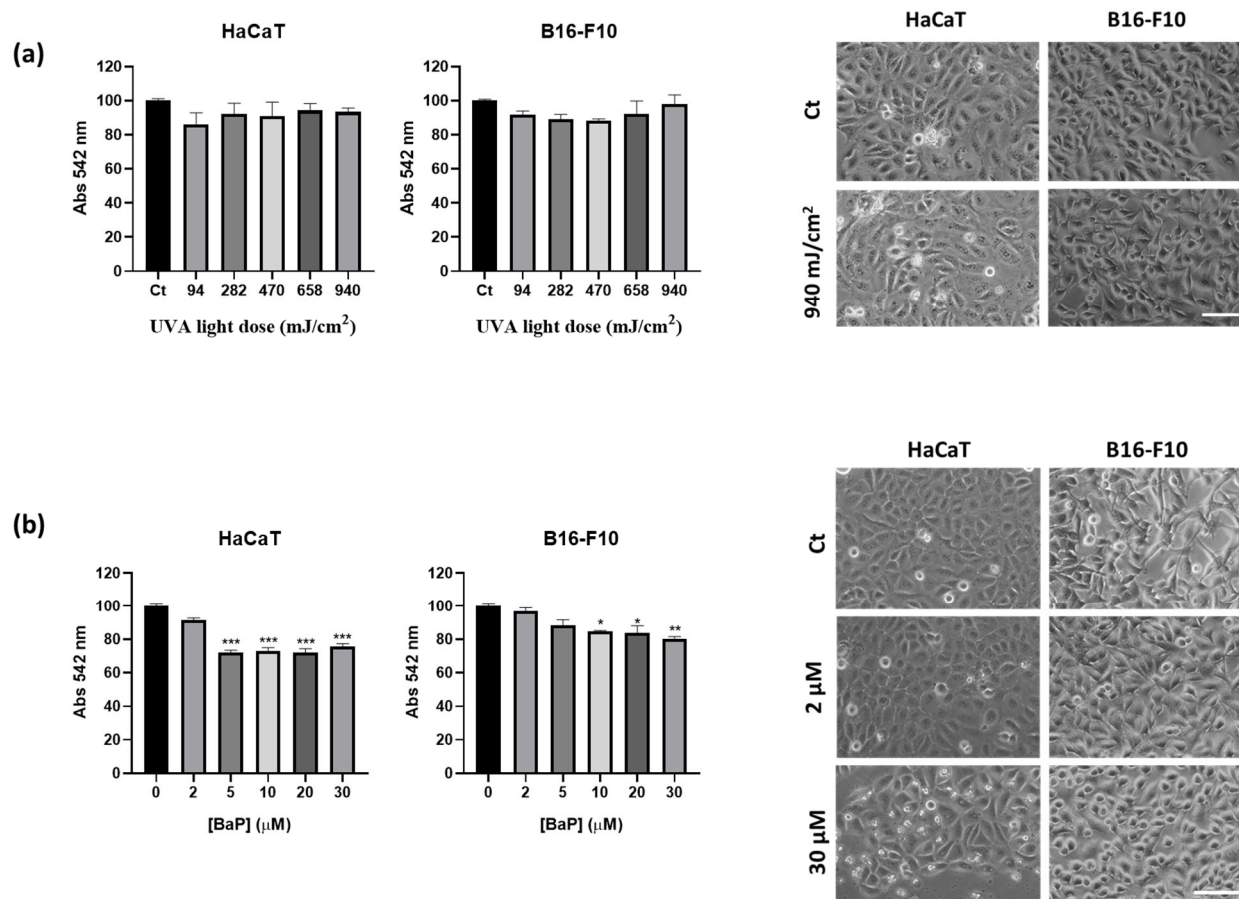 (a)
HaCaT
B16-F10
120
100
80
60
40
20
0
Abs 542 nm
Ct 94 282 470 658 940
UVA light dose (mJ/cm²)
120
100
80
60
40
20
0
Abs 542 nm
Ct 94 282 470 658 940
UVA light dose (mJ/cm²)
HaCaT B16-F10
Ct
940 mJ/cm²
(b)
HaCaT
B16-F10
120
100
80
60
40
20
0
Abs 542 nm
*** *** *** ***
0 2 5 10 20 30
[BaP] (μM)
120
100
80
60
40
20
0
Abs 542 nm
* * **
0 2 5 10 20 30
[BaP] (μM)
HaCaT B16-F10
Ct
2 μM
30 μM